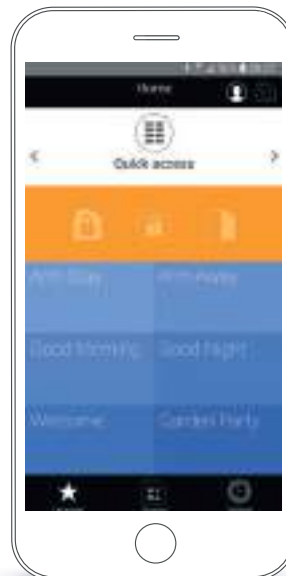 Home
Quick access
Arm Stay Arm Away
Good Morning Good Night
Welcome Garden Party